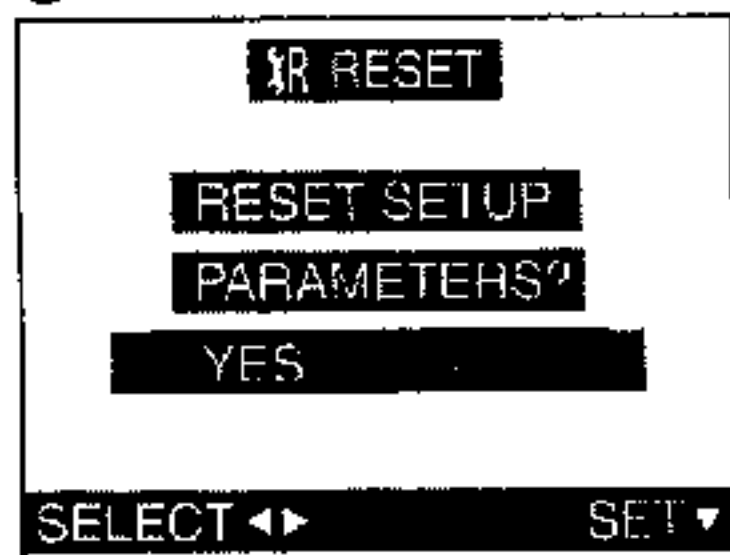 R RESET
RESET SETUP
PARAMETERS?
YES
SELECT ◀▶ SET ▼